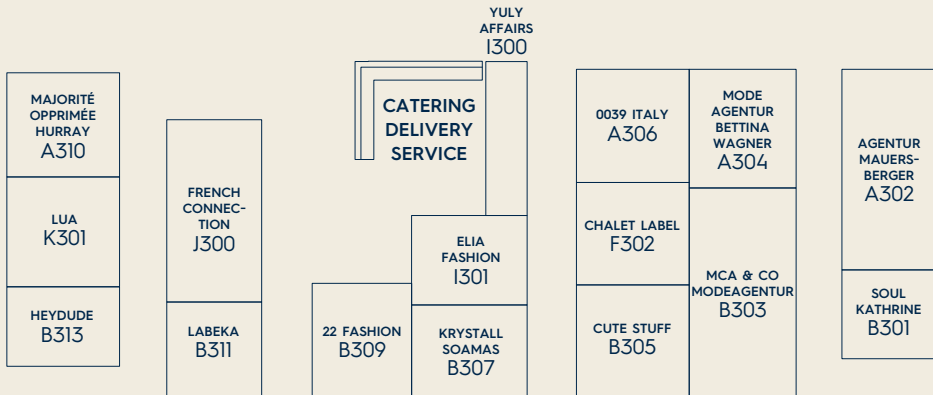 YULY
AFFAIRS
I300
MAJORITÉ
OPPRIMÉE
HURRAY
A310
LUA
K301
HEYDUDE
B313
FRENCH
CONNEC-
TION
J300
LABEKA
B311
CATERING
DELIVERY
SERVICE
ELIA
FASHION
I301
22 FASHION
B309
KRYSTALL
SOAMAS
B307
0039 ITALY
A306
CHALET LABEL
F302
CUTE STUFF
B305
MODE
AGENTUR
BETTINA
WAGNER
A304
MCA & CO
MODEAGENTUR
B303
AGENTUR
MAUERS-
BERGER
A302
SOUL
KATHRINE
B301